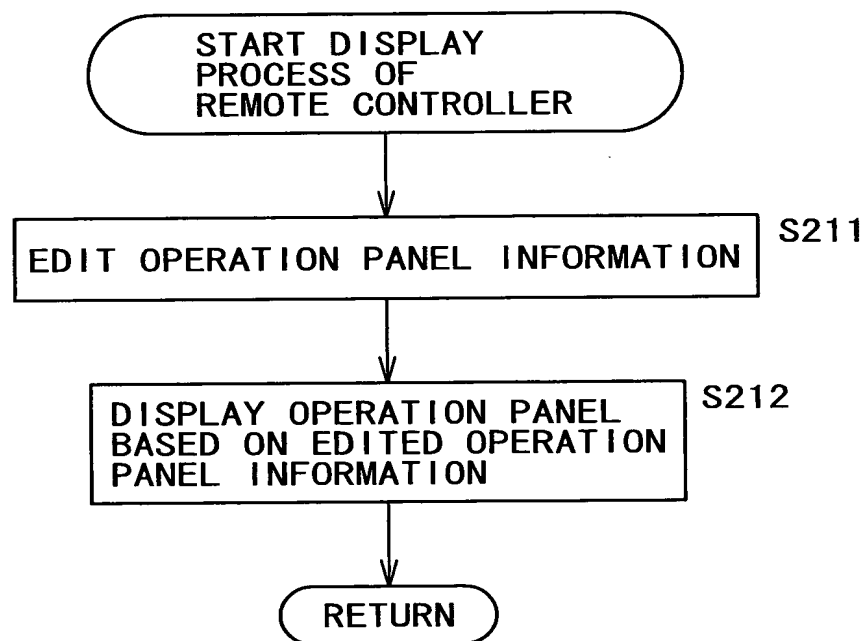 START DISPLAY
PROCESS OF
REMOTE CONTROLLER
S211
EDIT OPERATION PANEL INFORMATION
S212
DISPLAY OPERATION PANEL
BASED ON EDITED OPERATION
PANEL INFORMATION
RETURN